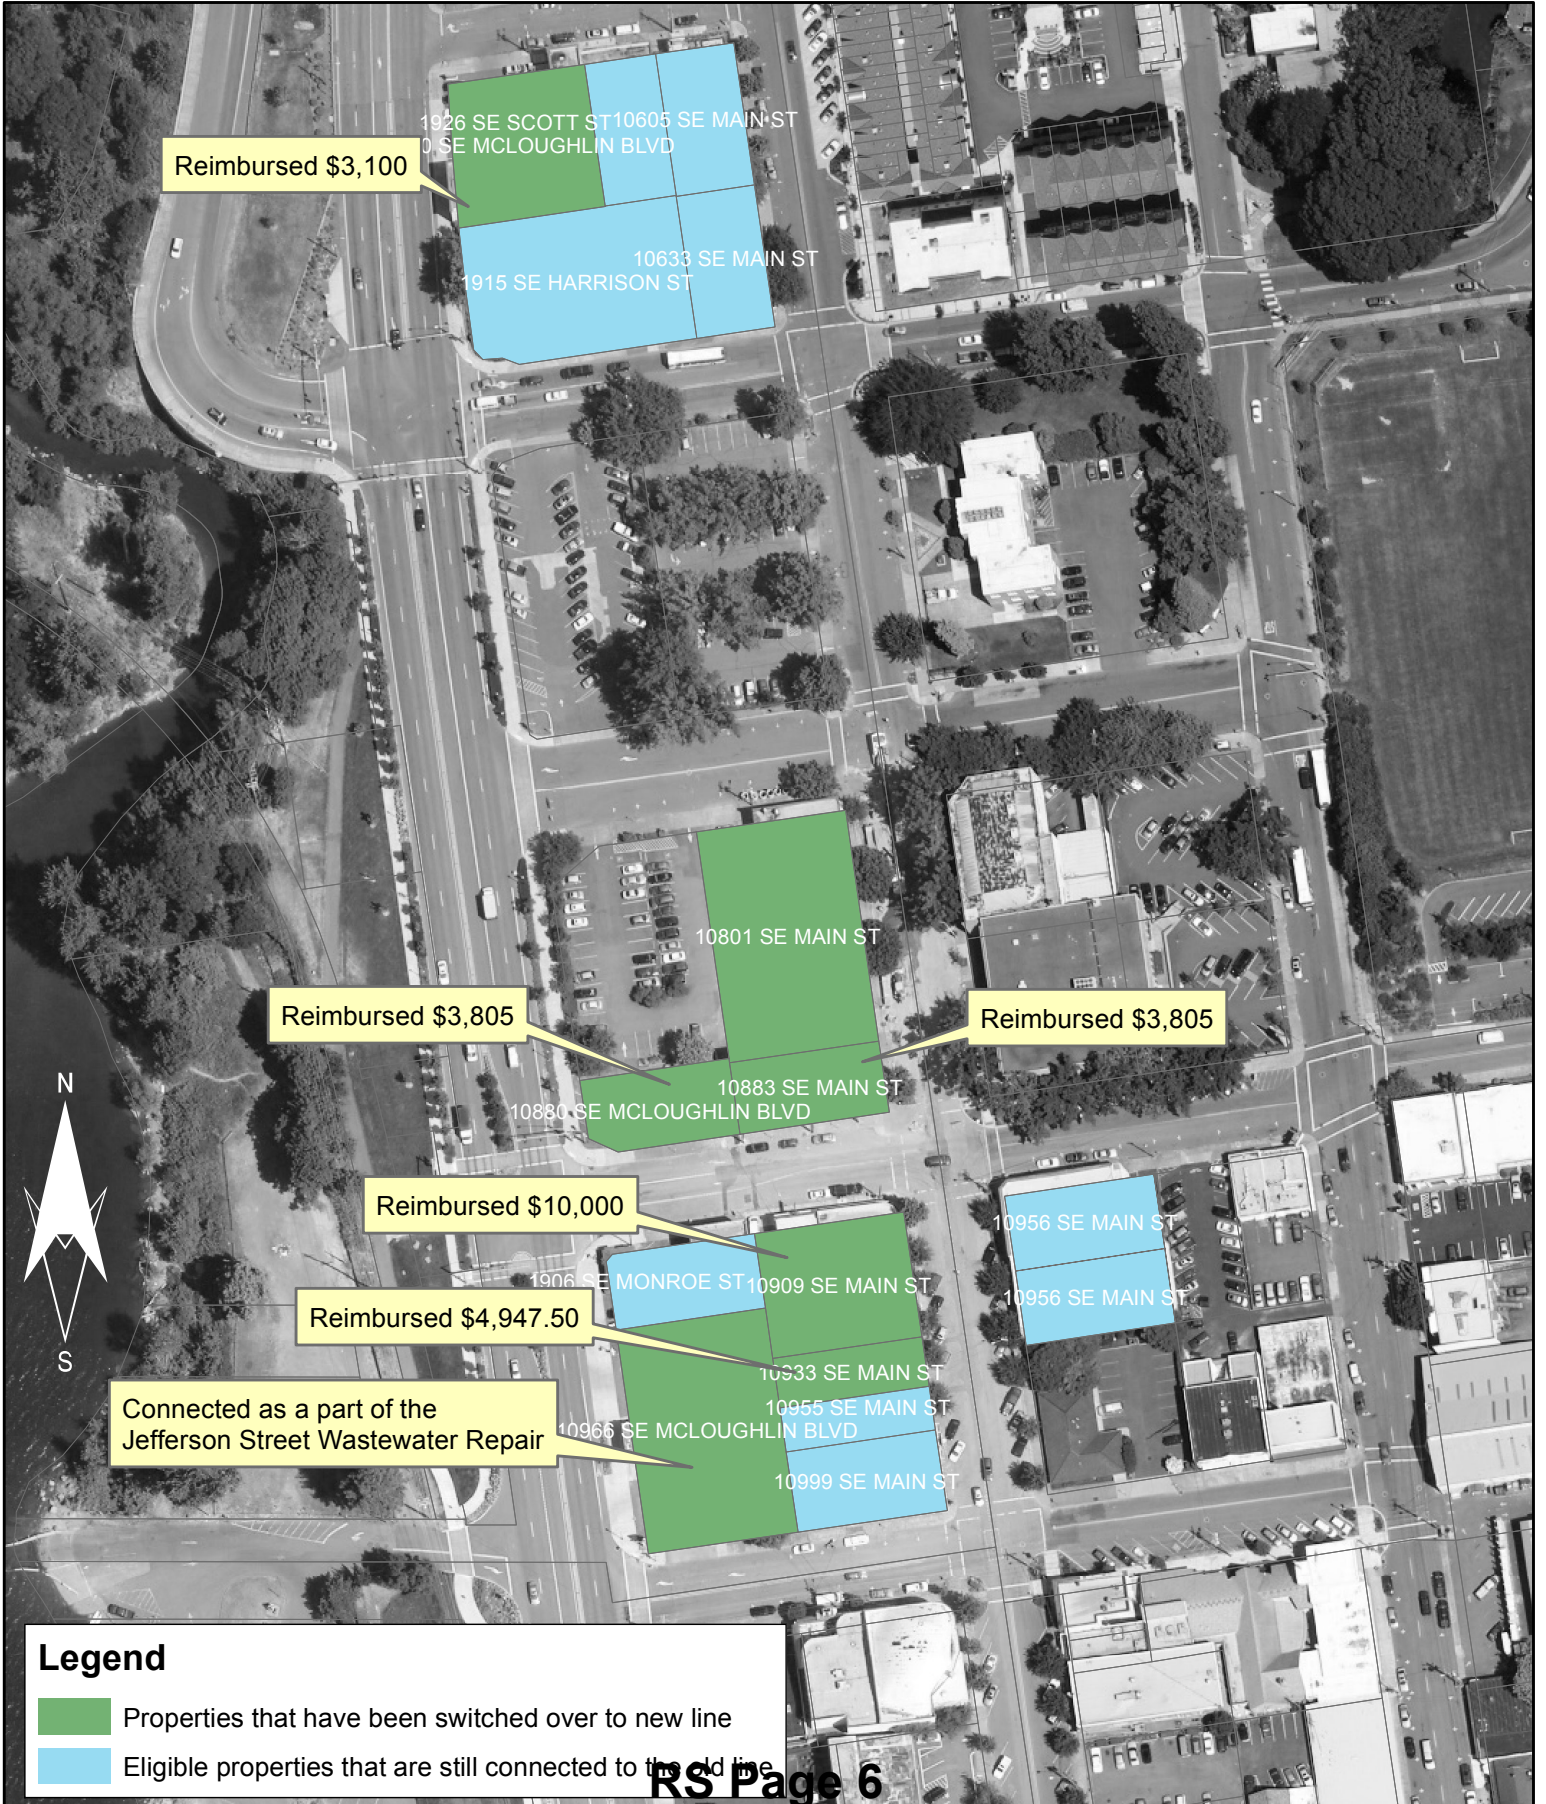 1926 SE SCOTT ST
10605 SE MAIN ST
0 SE MCLOUGHLIN BLVD
Reimbursed $3,100
10633 SE MAIN ST
1915 SE HARRISON ST
10801 SE MAIN ST
Reimbursed $3,805
Reimbursed $3,805
10883 SE MAIN ST
10880 SE MCLOUGHLIN BLVD
N
S
Reimbursed $10,000
10956 SE MAIN ST
1906 SE MONROE ST
10909 SE MAIN ST
10956 SE MAIN ST
Reimbursed $4,947.50
10933 SE MAIN ST
10955 SE MAIN ST
Connected as a part of the
Jefferson Street Wastewater Repair
10966 SE MCLOUGHLIN BLVD
10999 SE MAIN ST
Legend
Properties that have been switched over to new line
Eligible properties that are still connected to the old line
RS Page 6